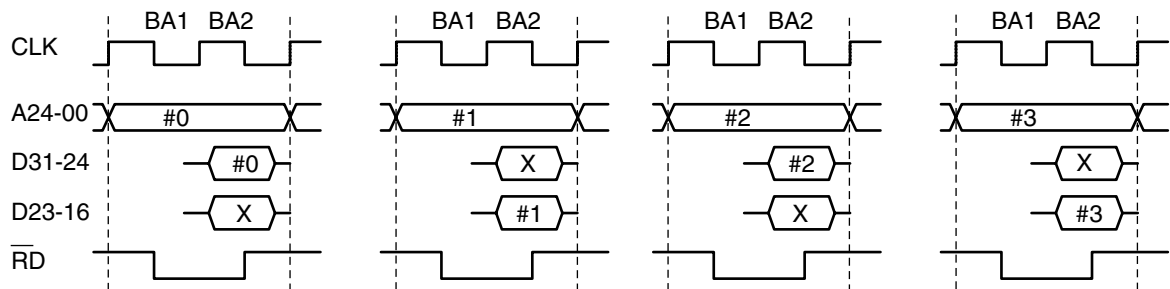 BA1 BA2 BA1 BA2 BA1 BA2 BA1 BA2
CLK
A24-00 #0 #1 #2 #3
D31-24 #0 X #2 X
D23-16 X #1 X #3
RD